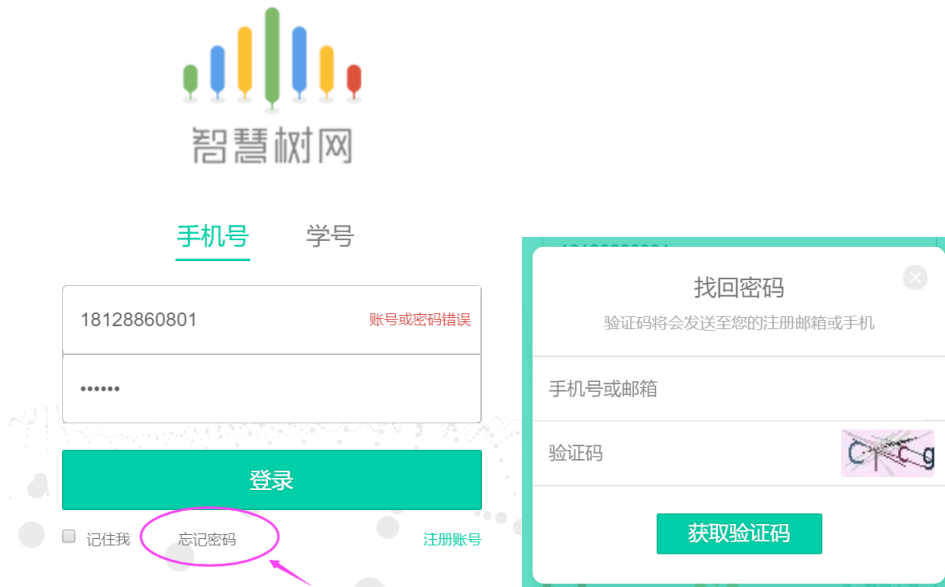 智慧树网
手机号 学号
18128860801 账号或密码错误
••••••
登录
记住我 忘记密码 注册账号
找回密码
验证码将会发送至您的注册邮箱或手机
手机号或邮箱
验证码
获取验证码